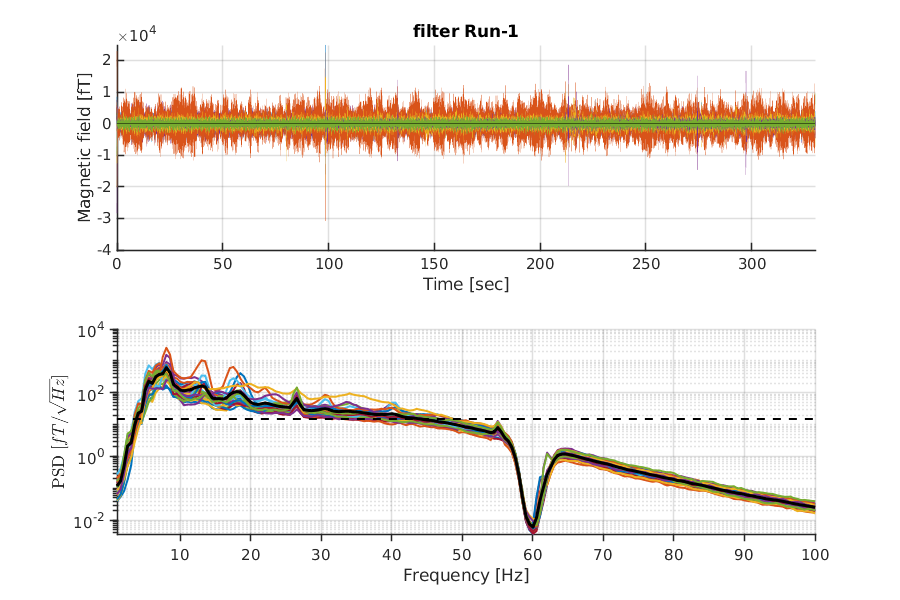 filter Run-1
×10⁴
2
1
0
-1
-2
-3
-4
Magnetic field [fT]
0 50 100 150 200 250 300
Time [sec]
10⁴
10²
10⁰
10⁻²
PSD [fT/√Hz]
10 20 30 40 50 60 70 80 90 100
Frequency [Hz]